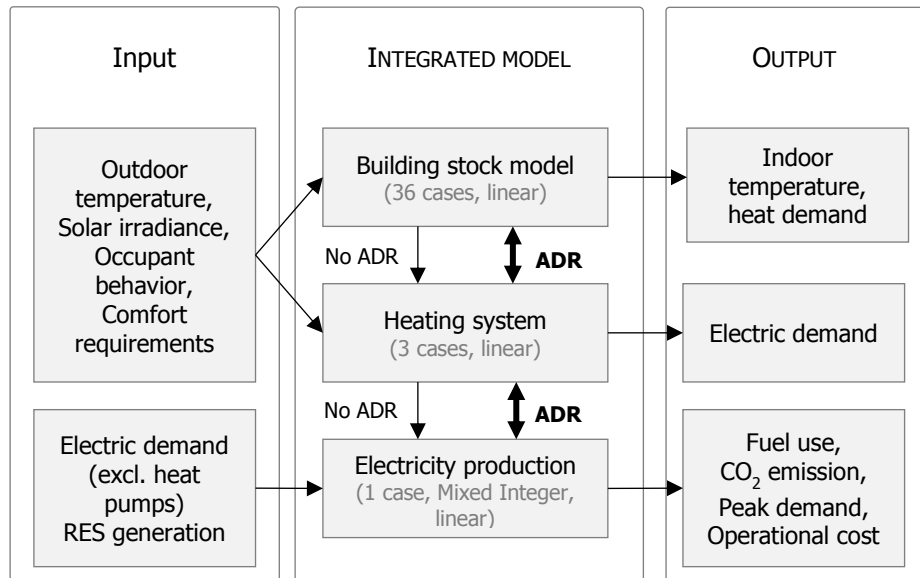 Input
Outdoor
temperature,
Solar irradiance,
Occupant
behavior,
Comfort
requirements
Electric demand
(excl. heat
pumps)
RES generation
INTEGRATED MODEL
Building stock model
(36 cases, linear)
No ADR
ADR
Heating system
(3 cases, linear)
No ADR
ADR
Electricity production
(1 case, Mixed Integer,
linear)
OUTPUT
Indoor
temperature,
heat demand
Electric demand
Fuel use,
CO2 emission,
Peak demand,
Operational cost